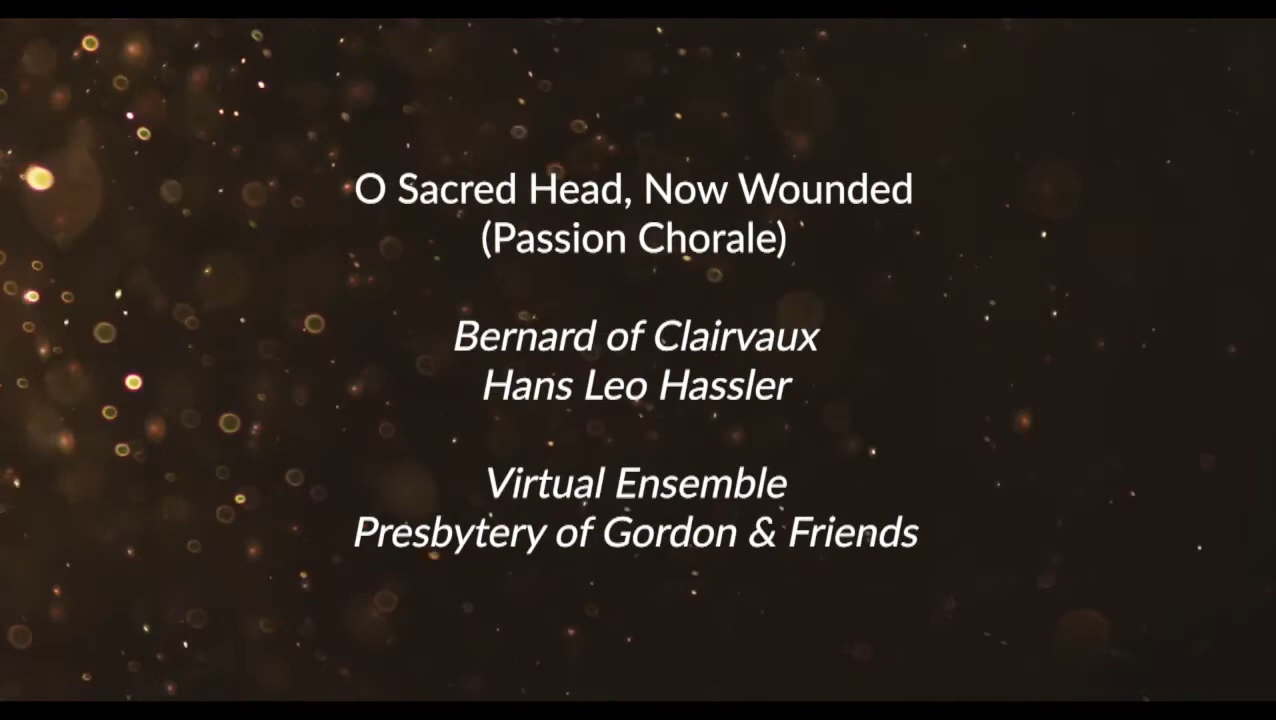 O Sacred Head, Now Wounded
(Passion Chorale)
Bernard of Clairvaux
Hans Leo Hassler
Virtual Ensemble
Presbytery of Gordon & Friends